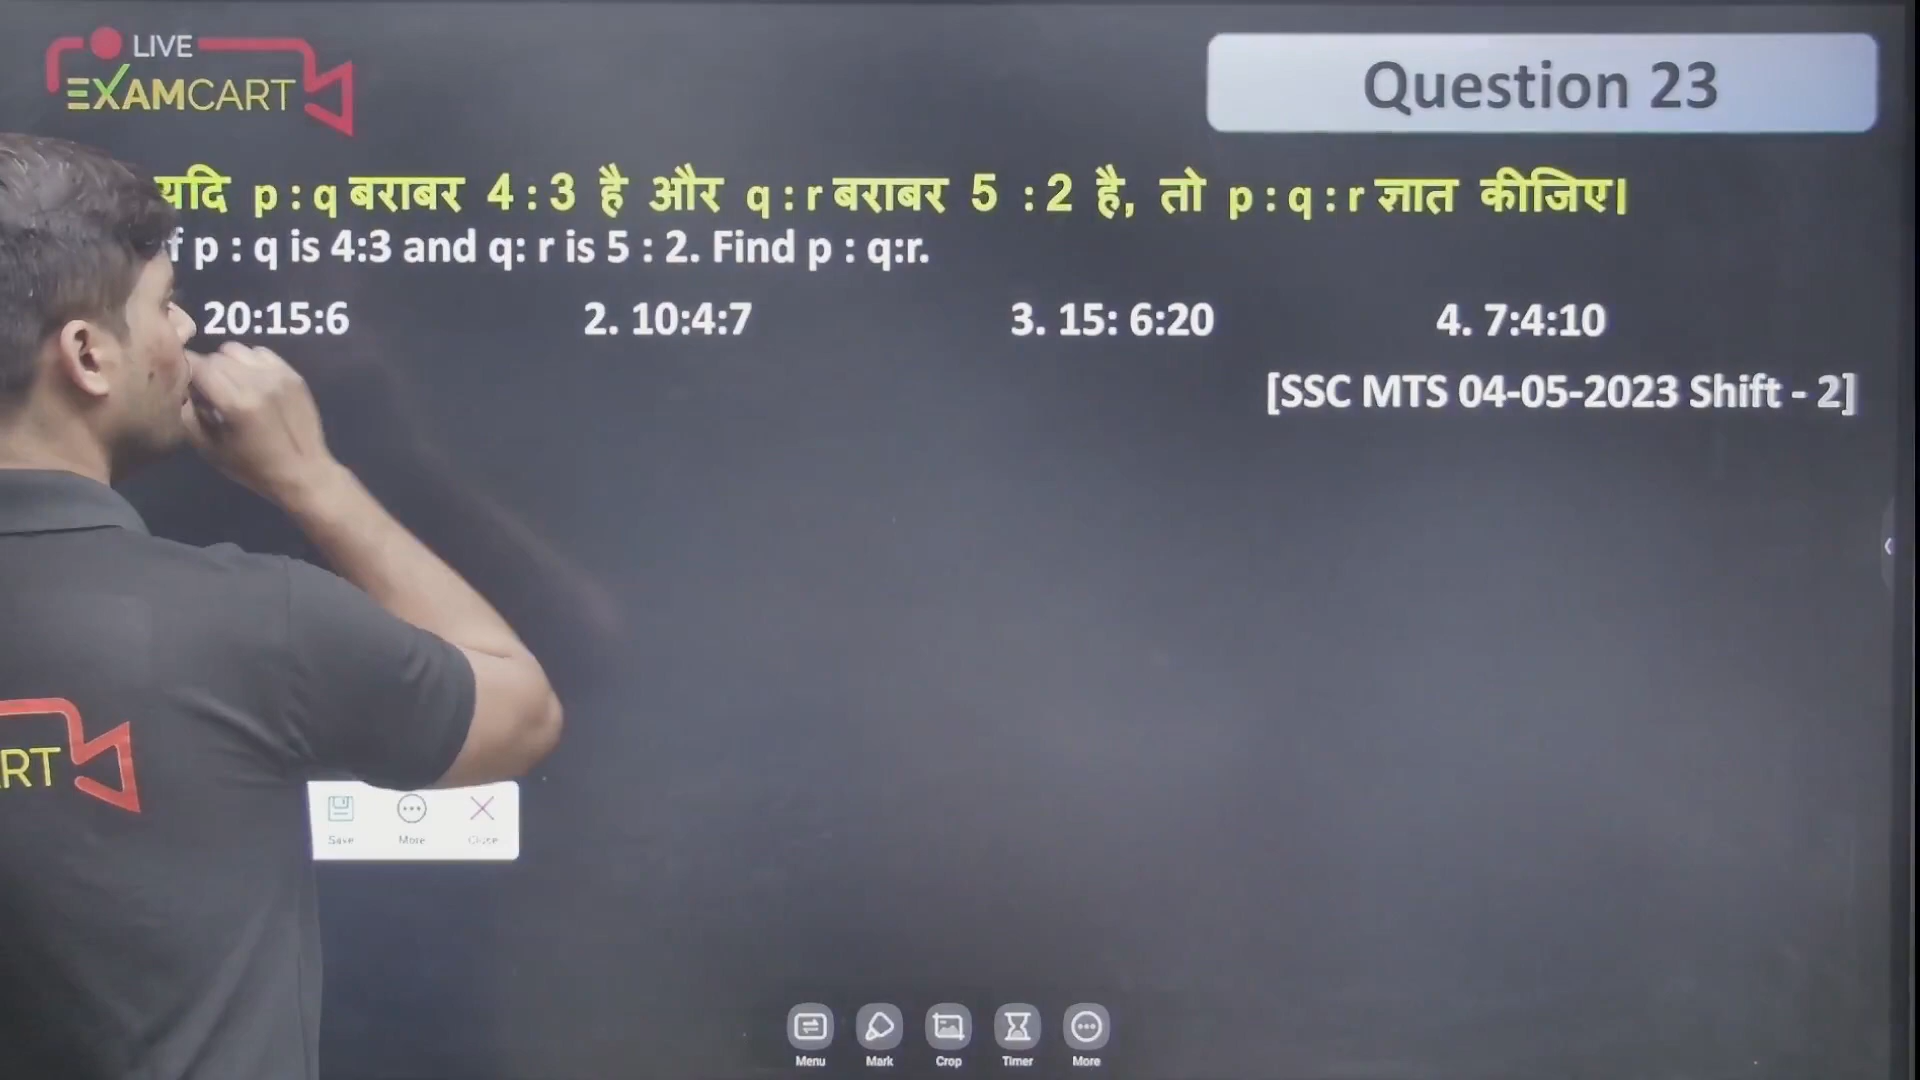 LIVE
EXAMCART
Question 23
यदि p : q बराबर 4 : 3 है और q : r बराबर 5 : 2 है, तो p : q : r ज्ञात कीजिए।
f p : q is 4:3 and q: r is 5 : 2. Find p : q:r.
. 20:15:6 2. 10:4:7 3. 15: 6:20 4. 7:4:10
[SSC MTS 04-05-2023 Shift - 2]
RT
Save More Close
Menu Mark Crop Timer More